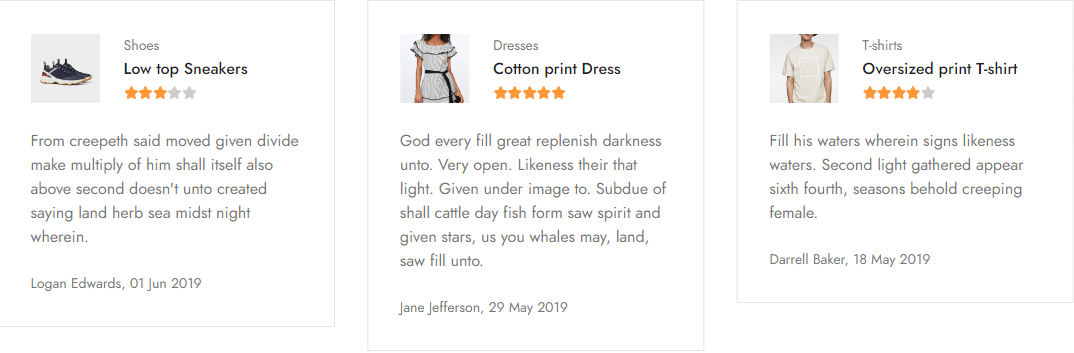 Shoes
Low top Sneakers
From creepeth said moved given divide
make multiply of him shall itself also
above second doesn't unto created
saying land herb sea midst night
wherein.
Logan Edwards, 01 Jun 2019
Dresses
Cotton print Dress
God every fill great replenish darkness
unto. Very open. Likeness their that
light. Given under image to. Subdue of
shall cattle day fish form saw spirit and
given stars, us you whales may, land,
saw fill unto.
Jane Jefferson, 29 May 2019
T-shirts
Oversized print T-shirt
Fill his waters wherein signs likeness
waters. Second light gathered appear
sixth fourth, seasons behold creeping
female.
Darrell Baker, 18 May 2019